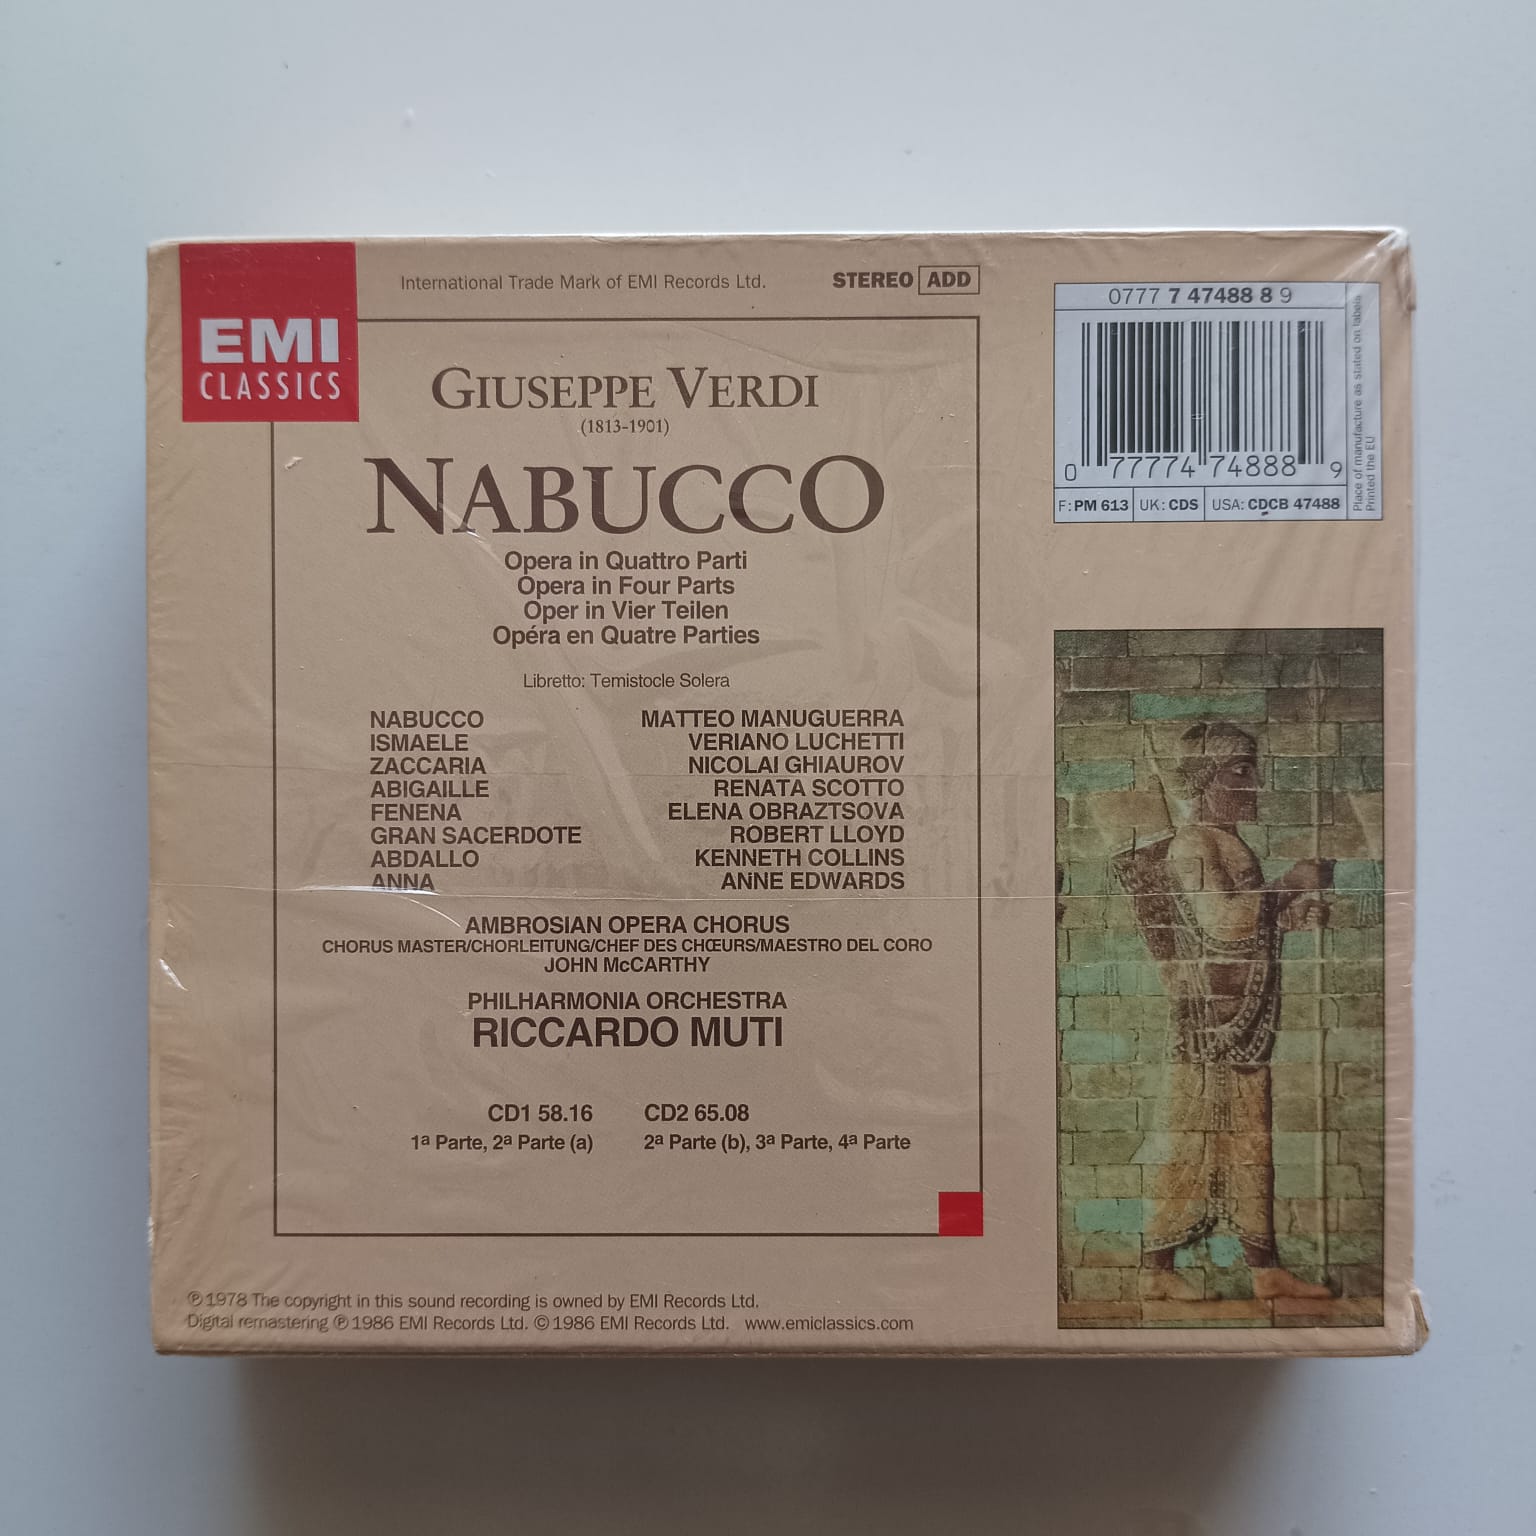 EMI
CLASSICS
International Trade Mark of EMI Records Ltd.
STEREO ADD
GIUSEPPE VERDI
(1813-1901)
NABUCCO
Opera in Quattro Parti
Opera in Four Parts
Oper in Vier Teilen
Opéra en Quatre Parties
Libretto: Temistocle Solera
NABUCCO MATTEO MANUGUERRA
ISMAELE VERIANO LUCHETTI
ZACCARIA NICOLAI GHIAUROV
ABIGAILLE RENATA SCOTTO
FENENA ELENA OBRAZTSOVA
GRAN SACERDOTE ROBERT LLOYD
ABDALLO KENNETH COLLINS
ANNA ANNE EDWARDS
AMBROSIAN OPERA CHORUS
CHORUS MASTER/CHORLEITUNG/CHEF DES CHŒURS/MAESTRO DEL CORO
JOHN McCARTHY
PHILHARMONIA ORCHESTRA
RICCARDO MUTI
CD1 58.16 CD2 65.08
1ª Parte, 2ª Parte (a) 2ª Parte (b), 3ª Parte, 4ª Parte
℗ 1978 The copyright in this sound recording is owned by EMI Records Ltd.
Digital remastering ℗ 1986 EMI Records Ltd. © 1986 EMI Records Ltd. www.emiclassics.com
0777 7 47488 8 9
0 77774 74888 9
F: PM 613 UK: CDS USA: CDCB 47488
Place of manufacture as stated on labels
Printed the EU